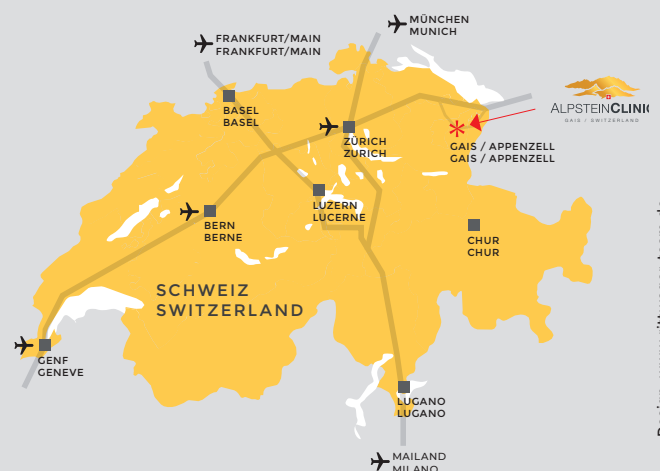 MÜNCHEN
MUNICH
FRANKFURT/MAIN
FRANKFURT/MAIN
ALPSTEINCLINIC
GAIS / SWITZERLAND
BASEL
BASEL
ZÜRICH
ZURICH
GAIS / APPENZELL
GAIS / APPENZELL
LUZERN
LUCERNE
BERN
BERNE
CHUR
CHUR
SCHWEIZ
SWITZERLAND
GENF
GENEVE
LUGANO
LUGANO
MAILAND
MILANO